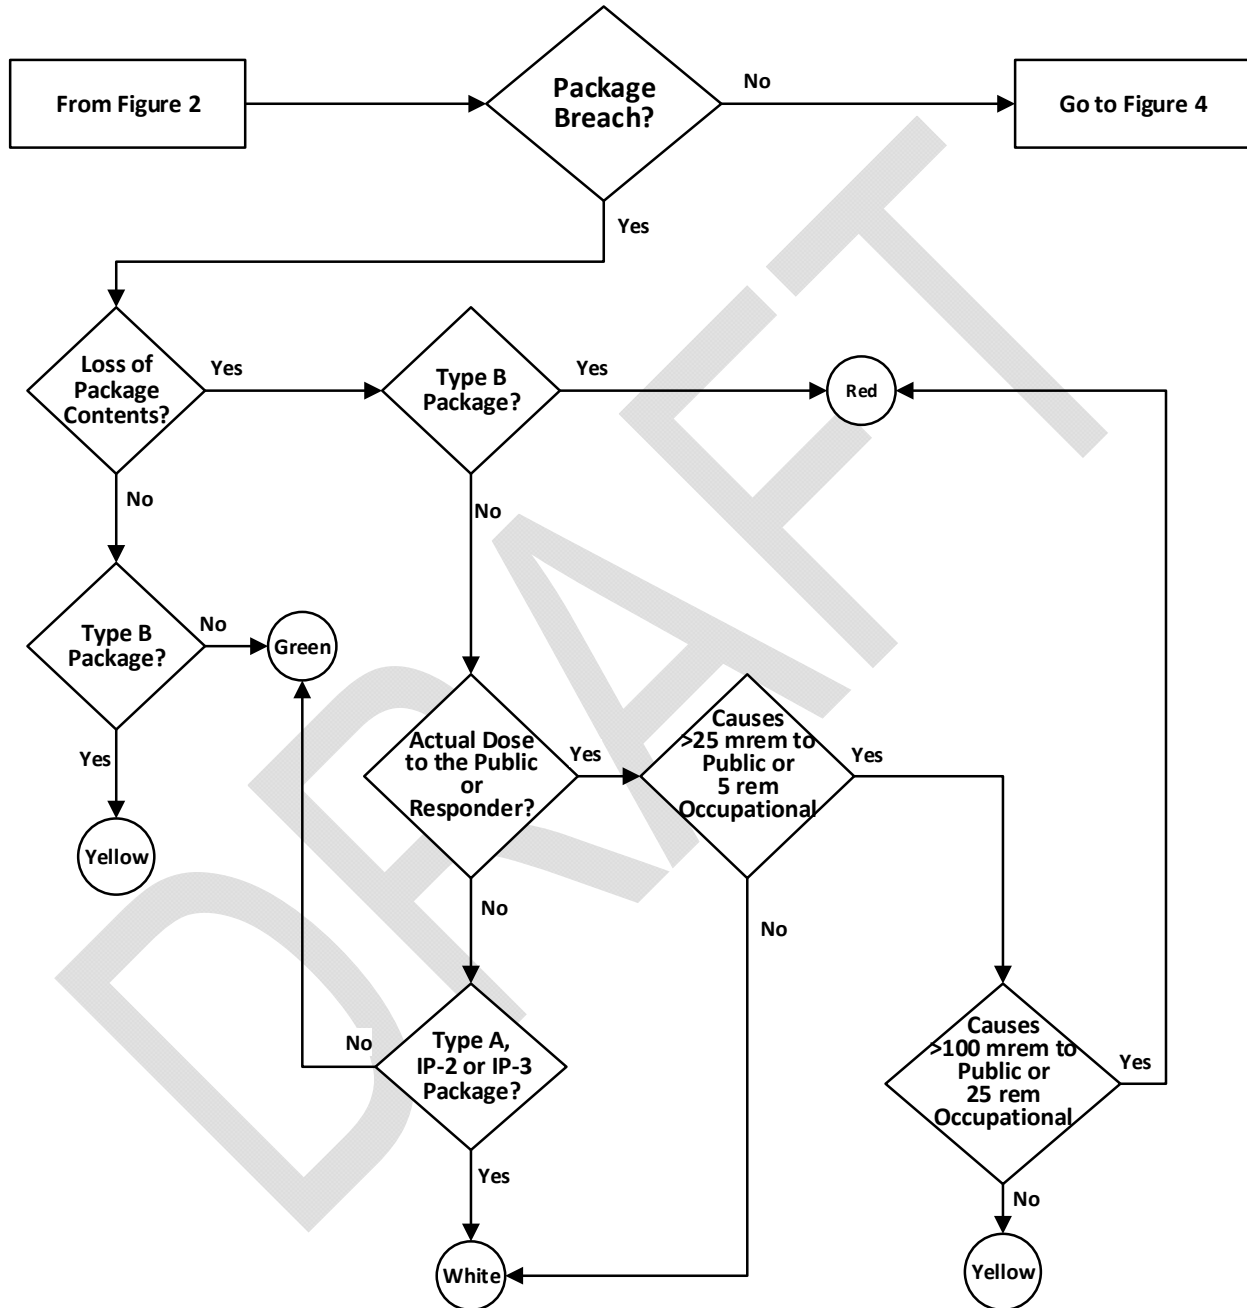 From Figure 2
Package
Breach?
No
Go to Figure 4
Yes
Loss of
Package
Contents?
Yes
Type B
Package?
Yes
Red
No
No
Type B
Package?
No
Green
Yes
Yellow
Actual Dose
to the Public
or
Responder?
Yes
Causes
>25 mrem to
Public or
5 rem
Occupational
Yes
No
No
Type A,
IP-2 or IP-3
Package?
No
Yes
White
Causes
>100 mrem to
Public or
25 rem
Occupational
Yes
No
Yellow
DRAFT